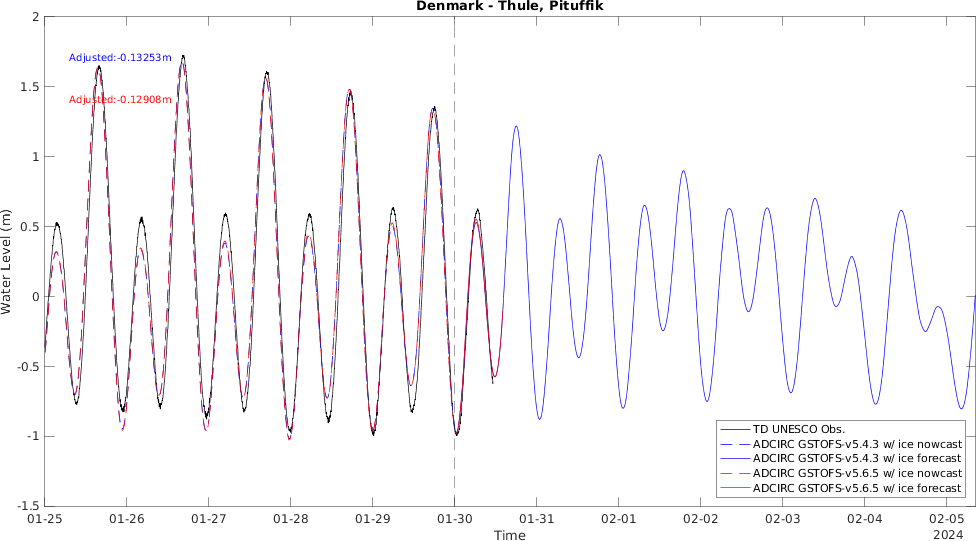 Denmark - Thule, Pituffik
2
1.5
1
0.5
0
-0.5
-1
-1.5
Water Level (m)
Adjusted:-0.13253m
Adjusted:-0.12908m
TD UNESCO Obs.
ADCIRC GSTOFS-v5.4.3 w/ ice nowcast
ADCIRC GSTOFS-v5.4.3 w/ ice forecast
ADCIRC GSTOFS-v5.6.5 w/ ice nowcast
ADCIRC GSTOFS-v5.6.5 w/ ice forecast
01-25 01-26 01-27 01-28 01-29 01-30 01-31 02-01 02-02 02-03 02-04 02-05
Time
2024